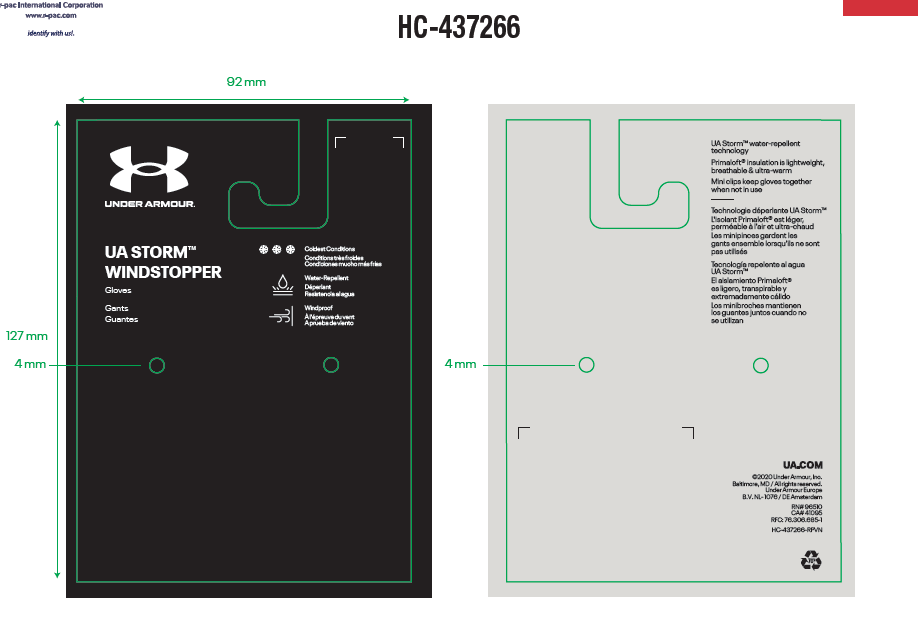 r-pac International Corporation
www.r-pac.com
identify with us!.
HC-437266
92 mm
127 mm
4 mm
UNDER ARMOUR.
UA STORM™
WINDSTOPPER
Gloves
Gants
Guantes
Coldest Conditions
Conditions très froides
Condiciones mucho más frías
Water-Repellent
Déperlant
Resistencia al agua
Windproof
À l'épreuve du vent
A prueba de viento
4 mm
UA Storm™ water-repellent
technology
Primaloft® insulation is lightweight,
breathable & ultra-warm
Mini clips keep gloves together
when not in use
Technologie déperlante UA Storm™
L'isolant Primaloft® est léger,
perméable à l'air et ultra-chaud
Les minipinces gardent les
gants ensemble lorsqu'ils ne sont
pas utilisés
Tecnología repelente al agua
UA Storm™
El aislamiento Primaloft®
es ligero, transpirable y
extremadamente cálido
Los minibroches mantienen
los guantes juntos cuando no
se utilizan
UA.COM
©2020 Under Armour, Inc.
Baltimore, MD / All rights reserved.
Under Armour Europe
B.V. NL- 1076 / DE Amsterdam
RN# 96510
CA# 41095
RFC: 76.306.665-1
HC-437266-RPVN